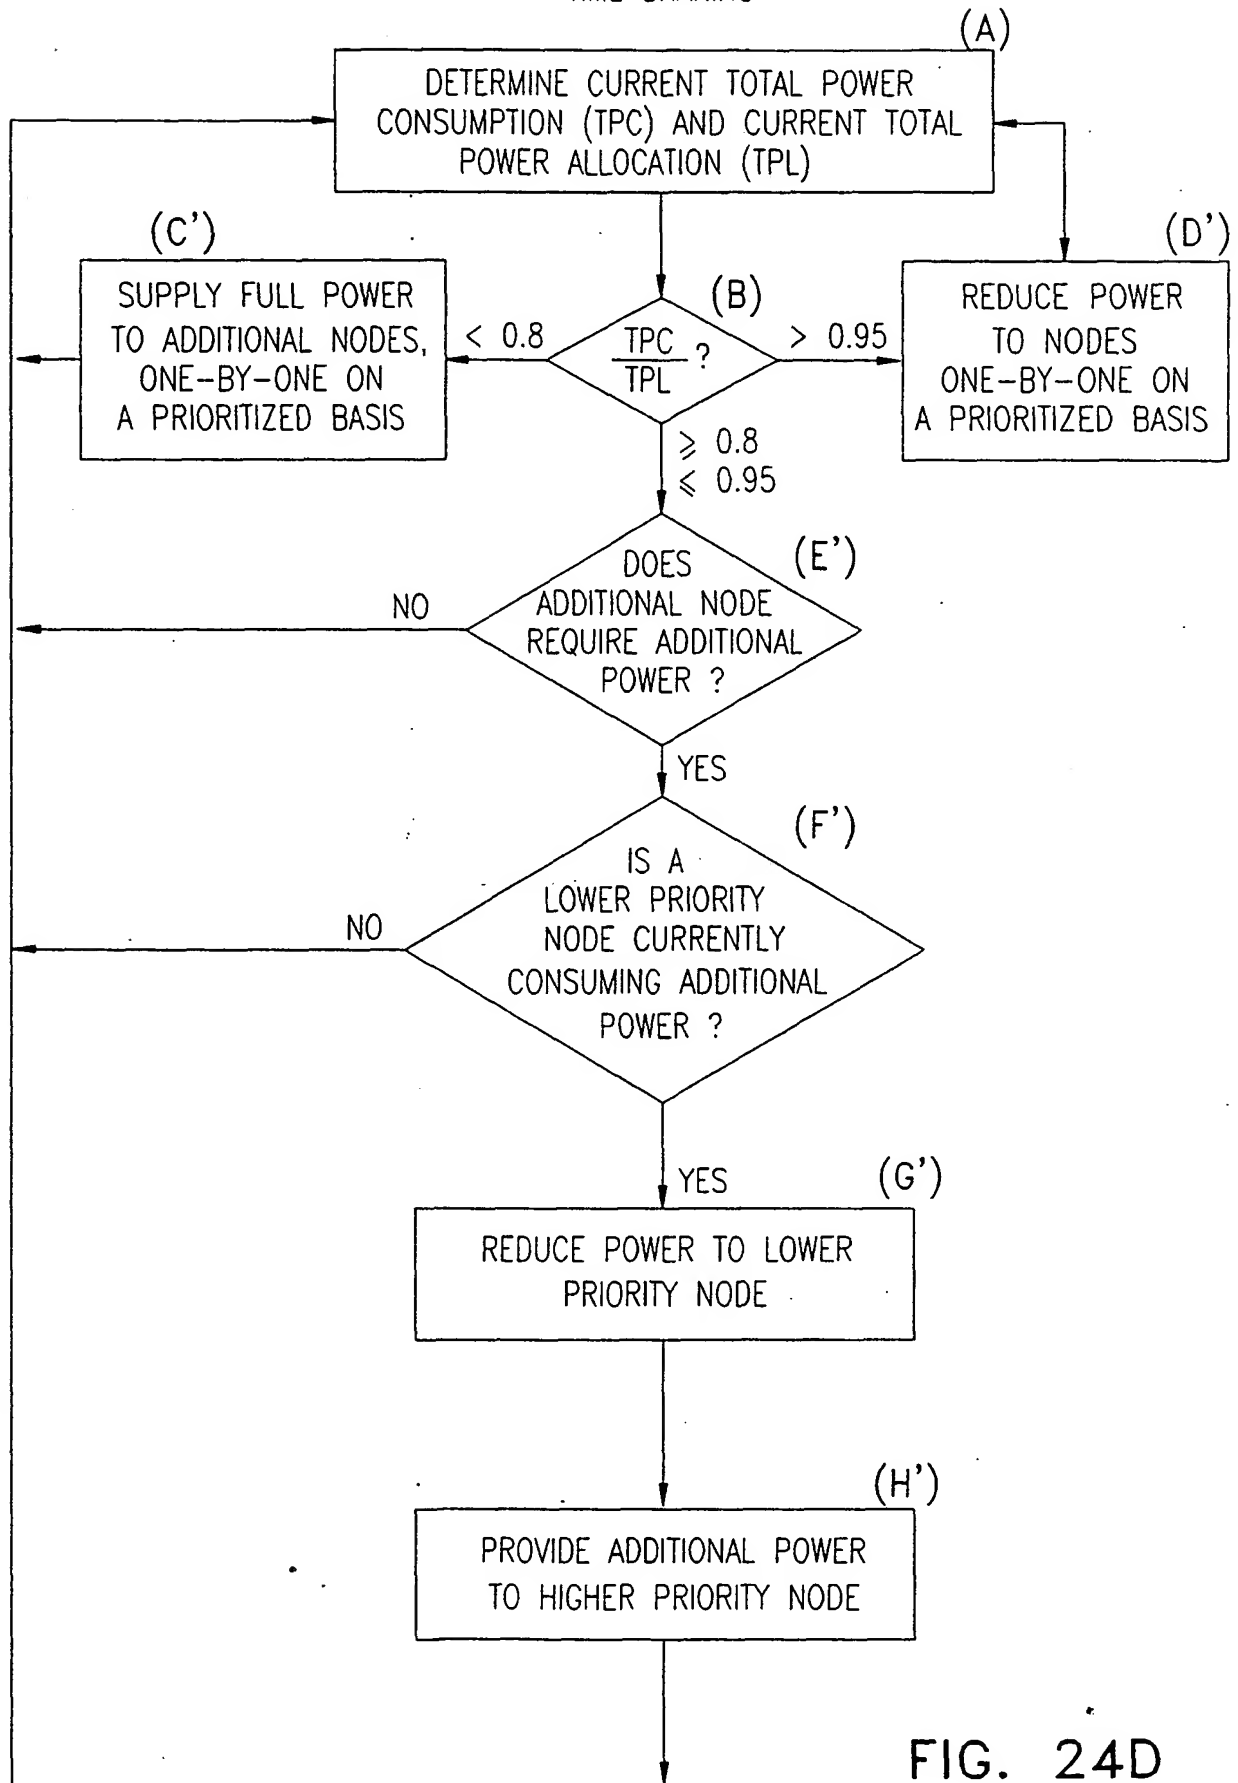 (A)
DETERMINE CURRENT TOTAL POWER
CONSUMPTION (TPC) AND CURRENT TOTAL
POWER ALLOCATION (TPL)
(C')
SUPPLY FULL POWER
TO ADDITIONAL NODES,
ONE-BY-ONE ON
A PRIORITIZED BASIS
< 0.8
(B)
TPC
TPL
?
> 0.95
(D')
REDUCE POWER
TO NODES
ONE-BY-ONE ON
A PRIORITIZED BASIS
⩾ 0.8
⩽ 0.95
(E')
DOES
ADDITIONAL NODE
REQUIRE ADDITIONAL
POWER ?
NO
YES
(F')
IS A
LOWER PRIORITY
NODE CURRENTLY
CONSUMING ADDITIONAL
POWER ?
NO
YES
(G')
REDUCE POWER TO LOWER
PRIORITY NODE
(H')
PROVIDE ADDITIONAL POWER
TO HIGHER PRIORITY NODE
FIG. 24D